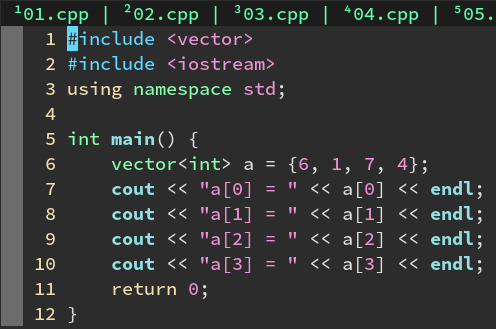 ¹01.cpp | ²02.cpp | ³03.cpp | ⁴04.cpp | ⁵05.
1 #include <vector>
2 #include <iostream>
3 using namespace std;
4
5 int main() {
6     vector<int> a = {6, 1, 7, 4};
7     cout << "a[0] = " << a[0] << endl;
8     cout << "a[1] = " << a[1] << endl;
9     cout << "a[2] = " << a[2] << endl;
10     cout << "a[3] = " << a[3] << endl;
11     return 0;
12 }